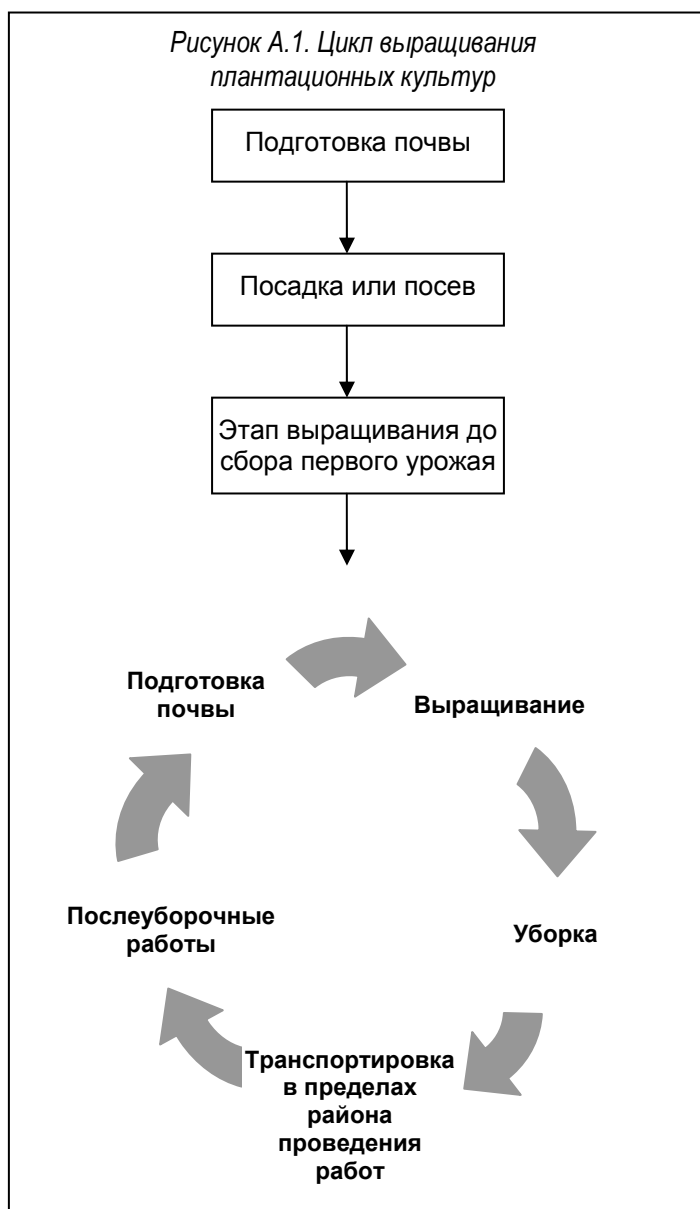 Рисунок А.1. Цикл выращивания
плантационных культур
Подготовка почвы
Посадка или посев
Этап выращивания до
сбора первого урожая
Подготовка
почвы
Выращивание
Послеуборочные
работы
Уборка
Транспортировка
в пределах
района
проведения
работ